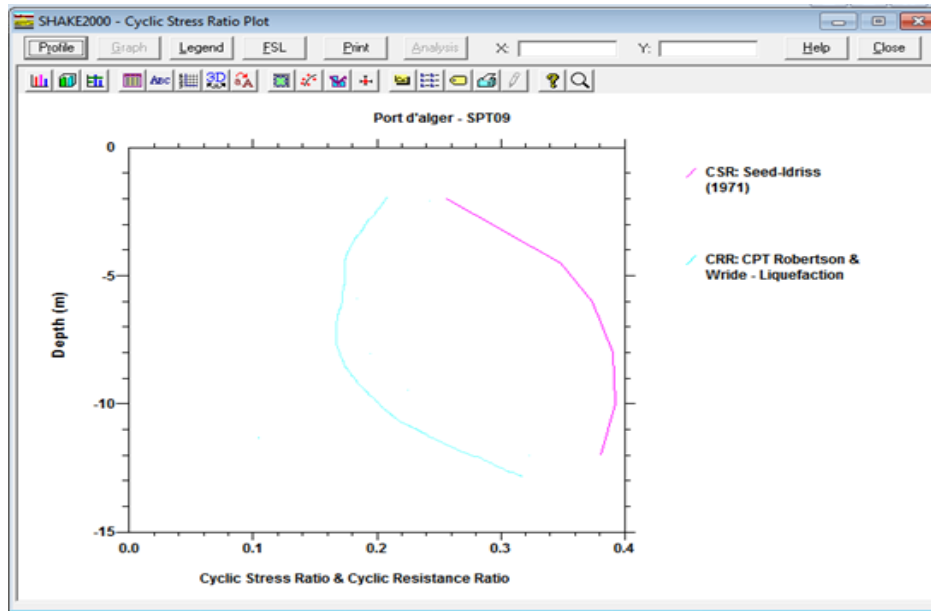 SHAKE2000 - Cyclic Stress Ratio Plot
Profile Graph Legend FSL Print Analysis X: Y: Help Close
ABC 3D A
Port d'alger - SPT09
0
-5
-10
-15
Depth (m)
0.0 0.1 0.2 0.3 0.4
Cyclic Stress Ratio & Cyclic Resistance Ratio
CSR: Seed-Idriss
(1971)
CRR: CPT Robertson &
Wride - Liquefaction